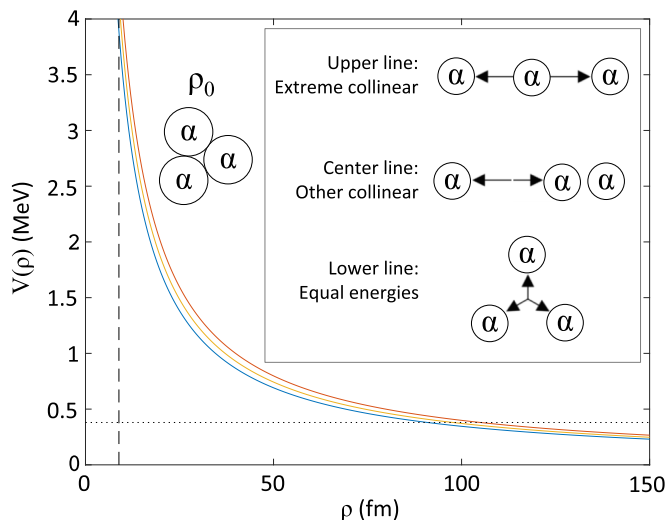 4
3.5
3
2.5
2
1.5
1
0.5
0
V(ρ) (MeV)
ρ₀
α
α
α
Upper line:
Extreme collinear
α α α
Center line:
Other collinear
α α α
Lower line:
Equal energies
α
α α
0 50 100 150
ρ (fm)